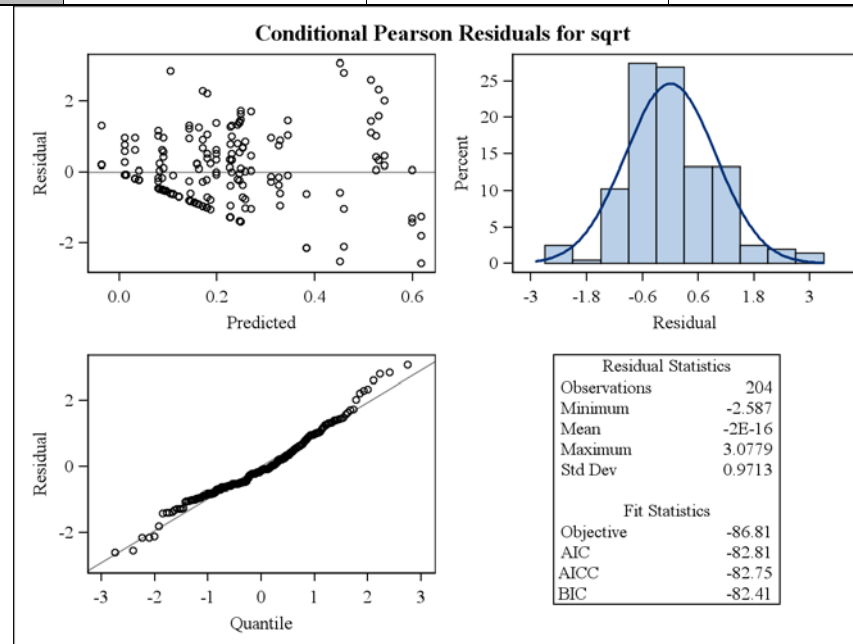 Conditional Pearson Residuals for sqrt
Residual
2
0
-2
0.0 0.2 0.4 0.6
Predicted
Percent
25
20
15
10
5
0
-3 -1.8 -0.6 0.6 1.8 3
Residual
Residual
2
0
-2
-3 -2 -1 0 1 2 3
Quantile
Residual Statistics
Observations 204
Minimum -2.587
Mean -2E-16
Maximum 3.0779
Std Dev 0.9713
Fit Statistics
Objective -86.81
AIC -82.81
AICC -82.75
BIC -82.41